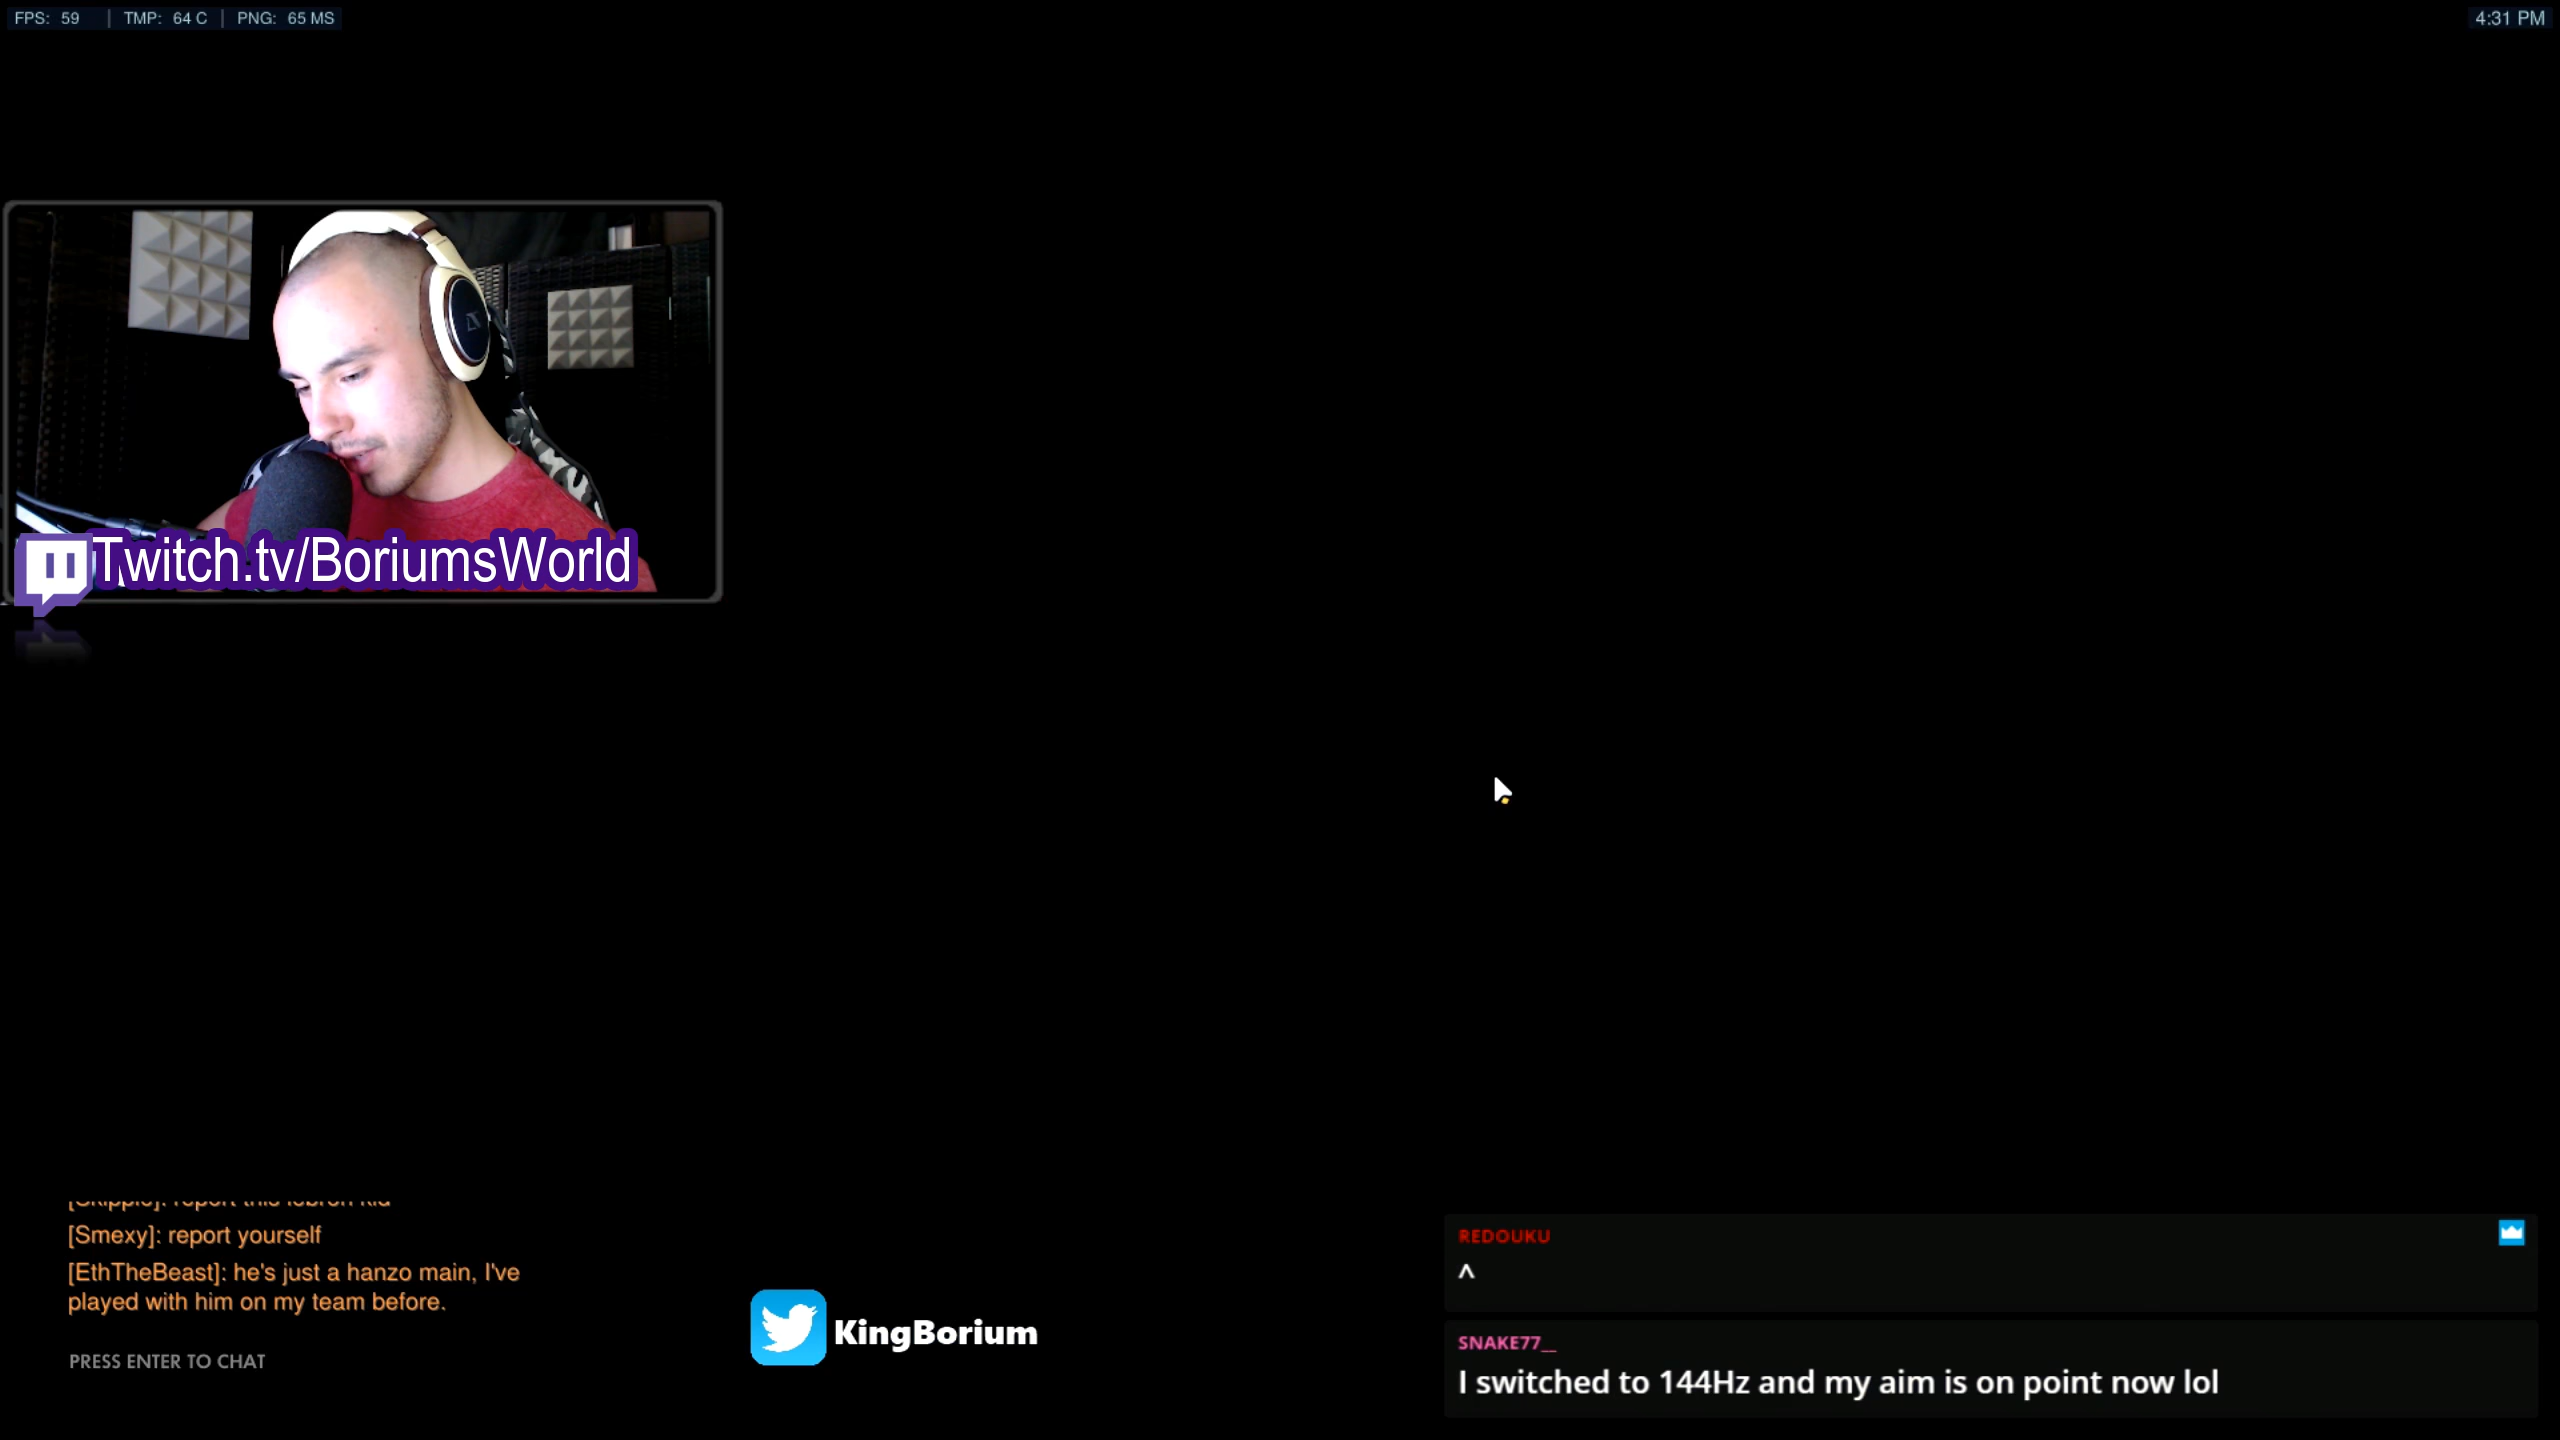 FPS: 59 | TMP: 64 C | PNG: 65 MS
4:31 PM
Twitch.tv/BoriumsWorld
[Smexy]: report yourself
[EthTheBeast]: he's just a hanzo main, I've
played with him on my team before.
PRESS ENTER TO CHAT
KingBorium
REDOUKU
^
SNAKE77__
I switched to 144Hz and my aim is on point now lol